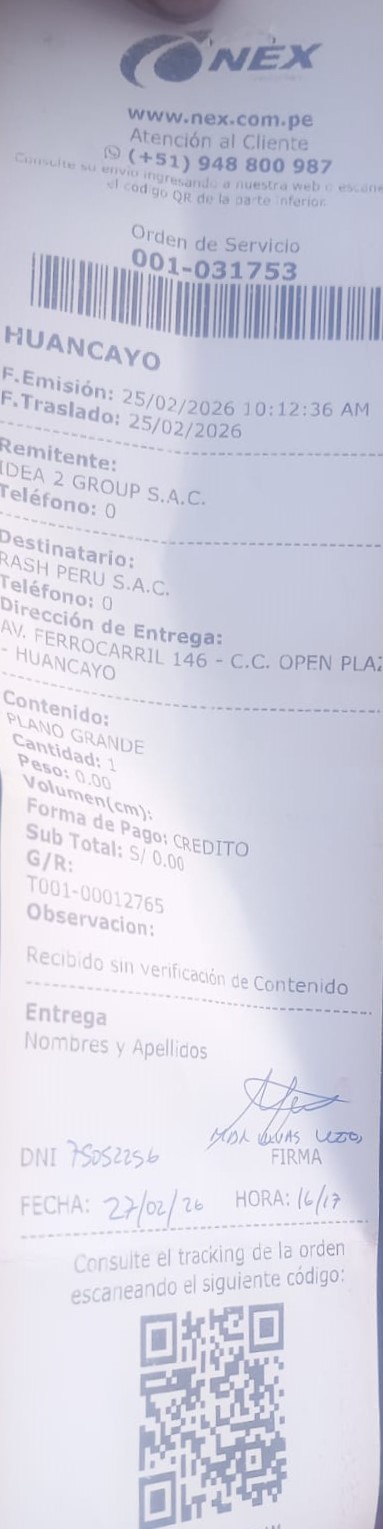 NEX
www.nex.com.pe
Atención al Cliente
(+51) 948 800 987
Consulte su envio ingresando a nuestra web o escane
el código QR de la parte inferior.
Orden de Servicio
001-031753
HUANCAYO
F.Emisión: 25/02/2026 10:12:36 AM
F.Traslado: 25/02/2026
Remitente:
IDEA 2 GROUP S.A.C.
Teléfono: 0
Destinatario:
RASH PERU S.A.C.
Teléfono: 0
Dirección de Entrega:
AV. FERROCARRIL 146 - C.C. OPEN PLAZ
- HUANCAYO
Contenido:
PLANO GRANDE
Cantidad: 1
Peso: 0.00
Volumen(cm):
Forma de Pago: CREDITO
Sub Total: S/ 0.00
G/R:
T001-00012765
Observacion:
Recibido sin verificación de Contenido
Entrega
Nombres y Apellidos
DNI 75052256
FIRMA
FECHA: 27/02/26 HORA: 16/17
Consulte el tracking de la orden
escaneando el siguiente código: